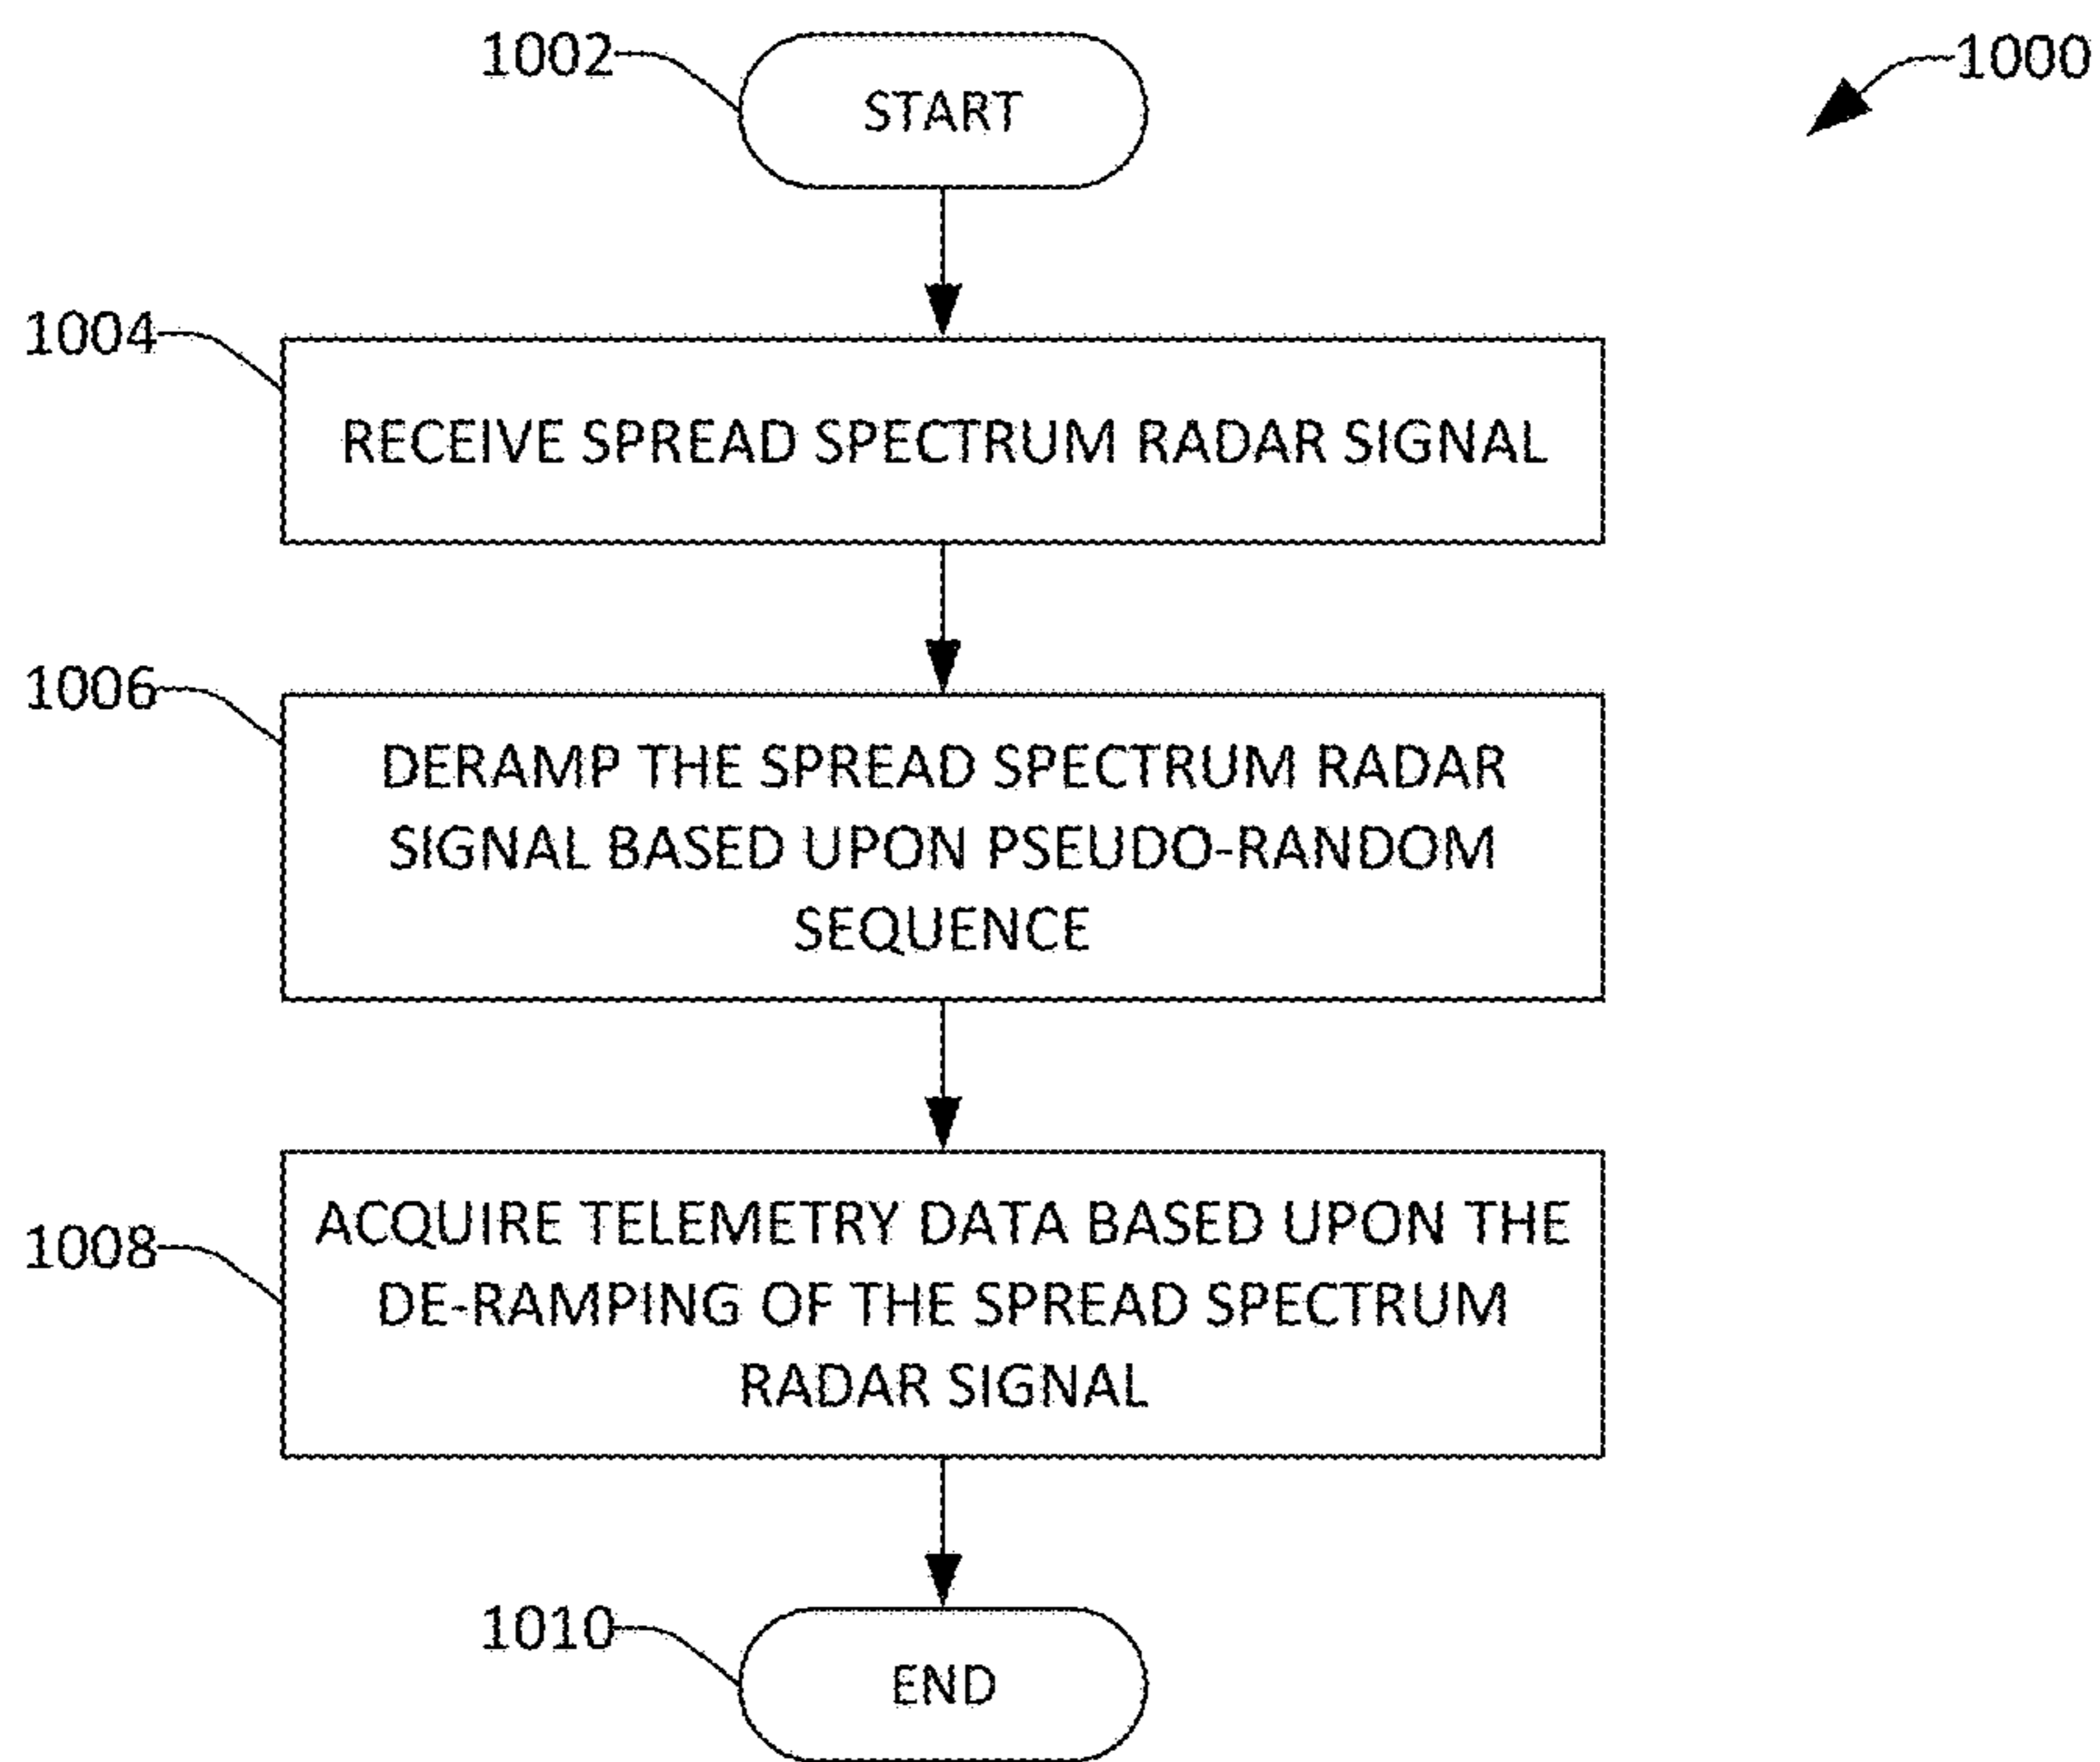 1002
START
1000
1004
RECEIVE SPREAD SPECTRUM RADAR SIGNAL
1006
DERAMP THE SPREAD SPECTRUM RADAR
SIGNAL BASED UPON PSEUDO-RANDOM
SEQUENCE
1008
ACQUIRE TELEMETRY DATA BASED UPON THE
DE-RAMPING OF THE SPREAD SPECTRUM
RADAR SIGNAL
1010
END